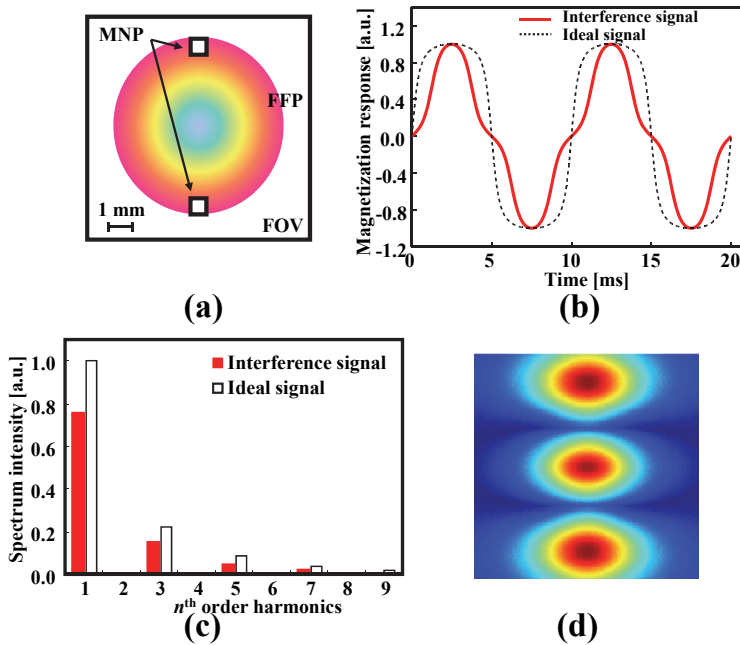 MNP
FFP
1 mm
FOV
(a)
Magnetization response [a.u.]
1.2
0.8
0.4
0.0
-0.4
-0.8
-1.2
Interference signal
Ideal signal
0 5 10 15 20
Time [ms]
(b)
Spectrum intensity [a.u.]
1.0
0.8
0.6
0.4
0.2
0.0
Interference signal
Ideal signal
1 2 3 4 5 6 7 8 9
nth order harmonics
(c)
(d)